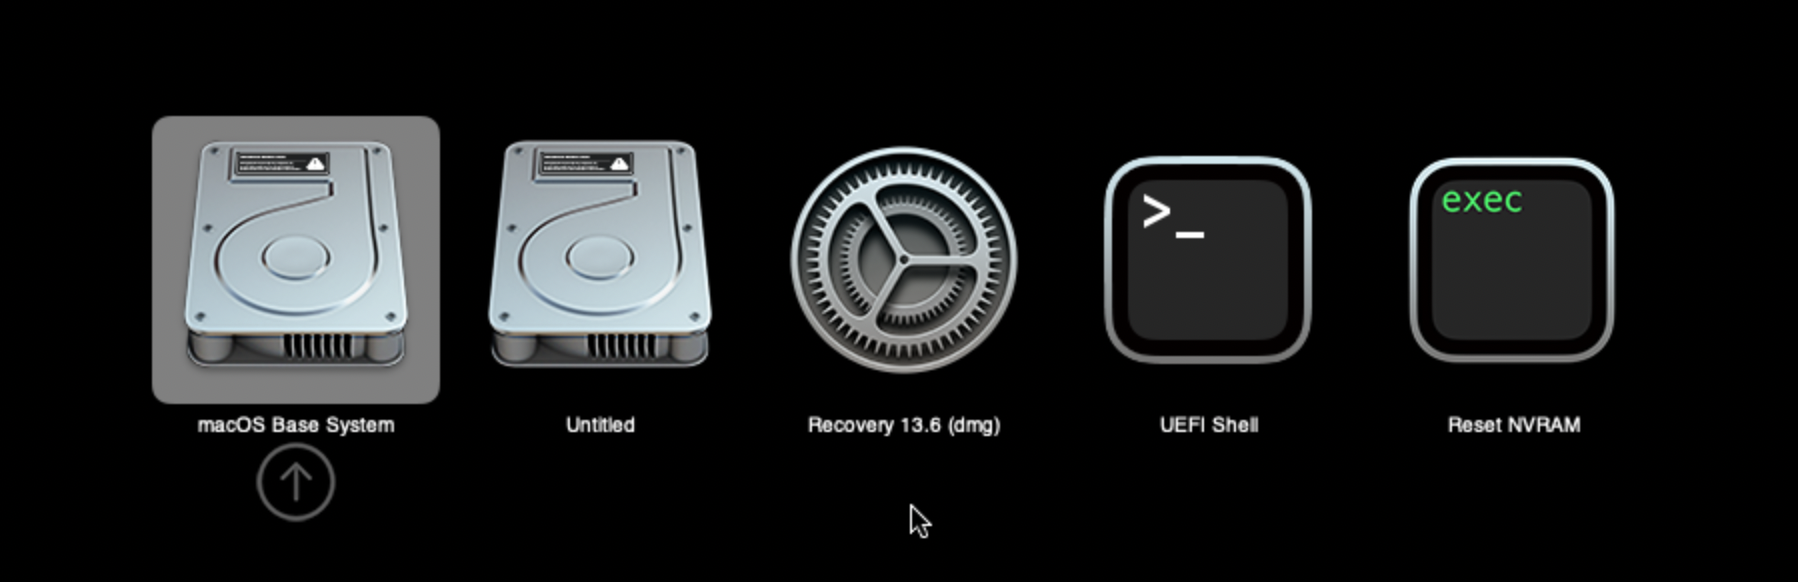 >_
exec
macOS Base System
Untitled
Recovery 13.6 (dmg)
UEFI Shell
Reset NVRAM